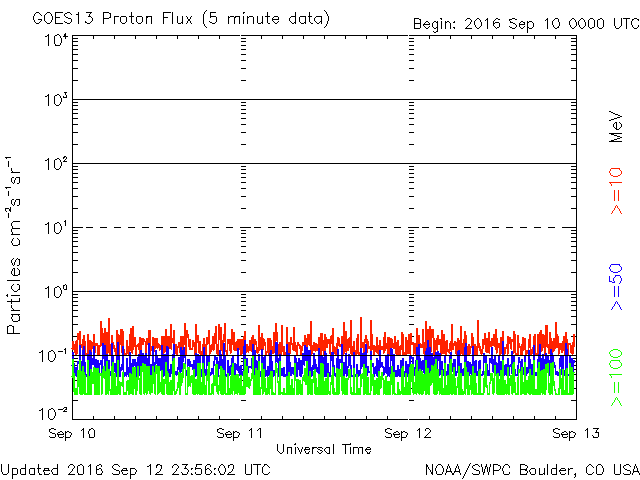 GOES13 Proton Flux (5 minute data)
Begin: 2016 Sep 10 0000 UTC
Particles cm⁻²s⁻¹sr⁻¹
10⁴
10³
10²
10¹
10⁰
10⁻¹
10⁻²
MeV
>=10
>=50
>=100
Sep 10 Sep 11 Sep 12 Sep 13
Universal Time
Updated 2016 Sep 12 23:56:02 UTC
NOAA/SWPC Boulder, CO USA